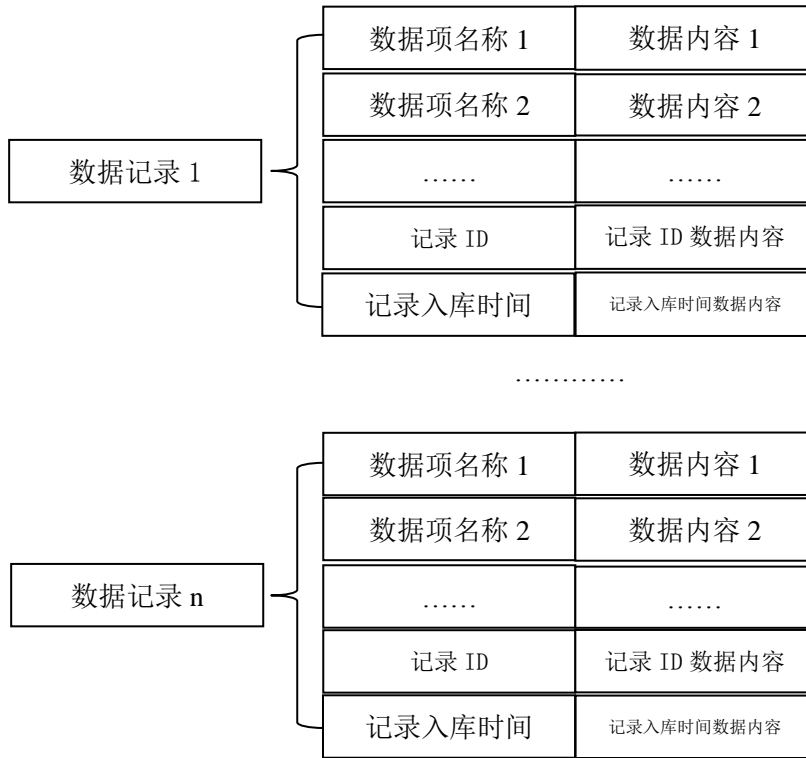 数据项名称 1 数据内容 1
数据项名称 2 数据内容 2
数据记录 1 …… ……
记录 ID 记录 ID 数据内容
记录入库时间 记录入库时间数据内容
…………
数据项名称 1 数据内容 1
数据项名称 2 数据内容 2
数据记录 n …… ……
记录 ID 记录 ID 数据内容
记录入库时间 记录入库时间数据内容